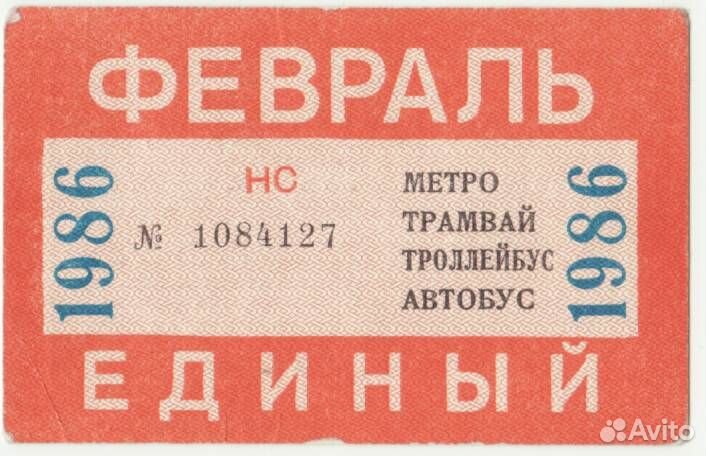 ФЕВРАЛЬ
1986
НС
№ 1084127
МЕТРО
ТРАМВАЙ
ТРОЛЛЕЙБУС
АВТОБУС
1986
ЕДИНЫЙ
Avito